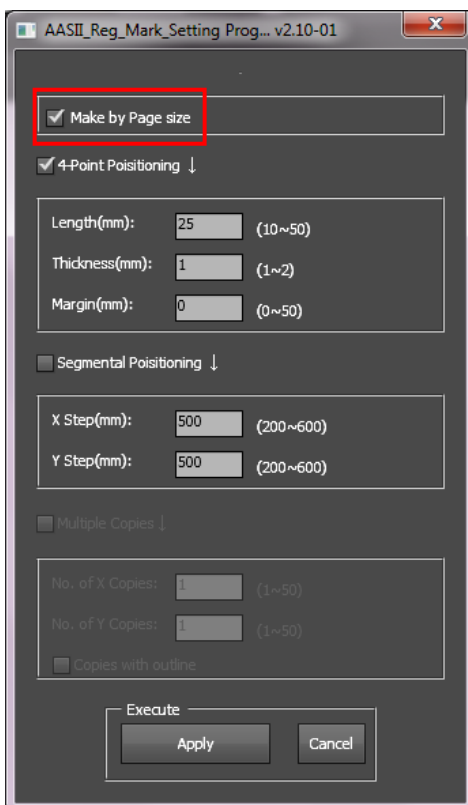 AASII_Reg_Mark_Setting Prog... v2.10-01
Make by Page size
4-Point Poisitioning ↓
Length(mm): 25 (10~50)
Thickness(mm): 1 (1~2)
Margin(mm): 0 (0~50)
Segmental Poisitioning ↓
X Step(mm): 500 (200~600)
Y Step(mm): 500 (200~600)
Multiple Copies ↓
No. of X Copies: 1 (1~50)
No. of Y Copies: 1 (1~50)
Copies with outline
Execute
Apply Cancel